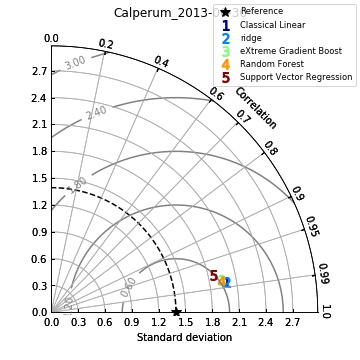 Calperum_2013-
Reference
1 Classical Linear
2 ridge
3 eXtreme Gradient Boost
4 Random Forest
5 Support Vector Regression
Correlation
0.0 0.2 0.4 0.6 0.7 0.8 0.9 0.95 0.99 1.0
2.7
2.4
2.1
1.8
1.5
1.2
0.9
0.6
0.3
0.0
3.00
2.40
0.60
5
2
0.0 0.3 0.6 0.9 1.2 1.5 1.8 2.1 2.4 2.7
Standard deviation